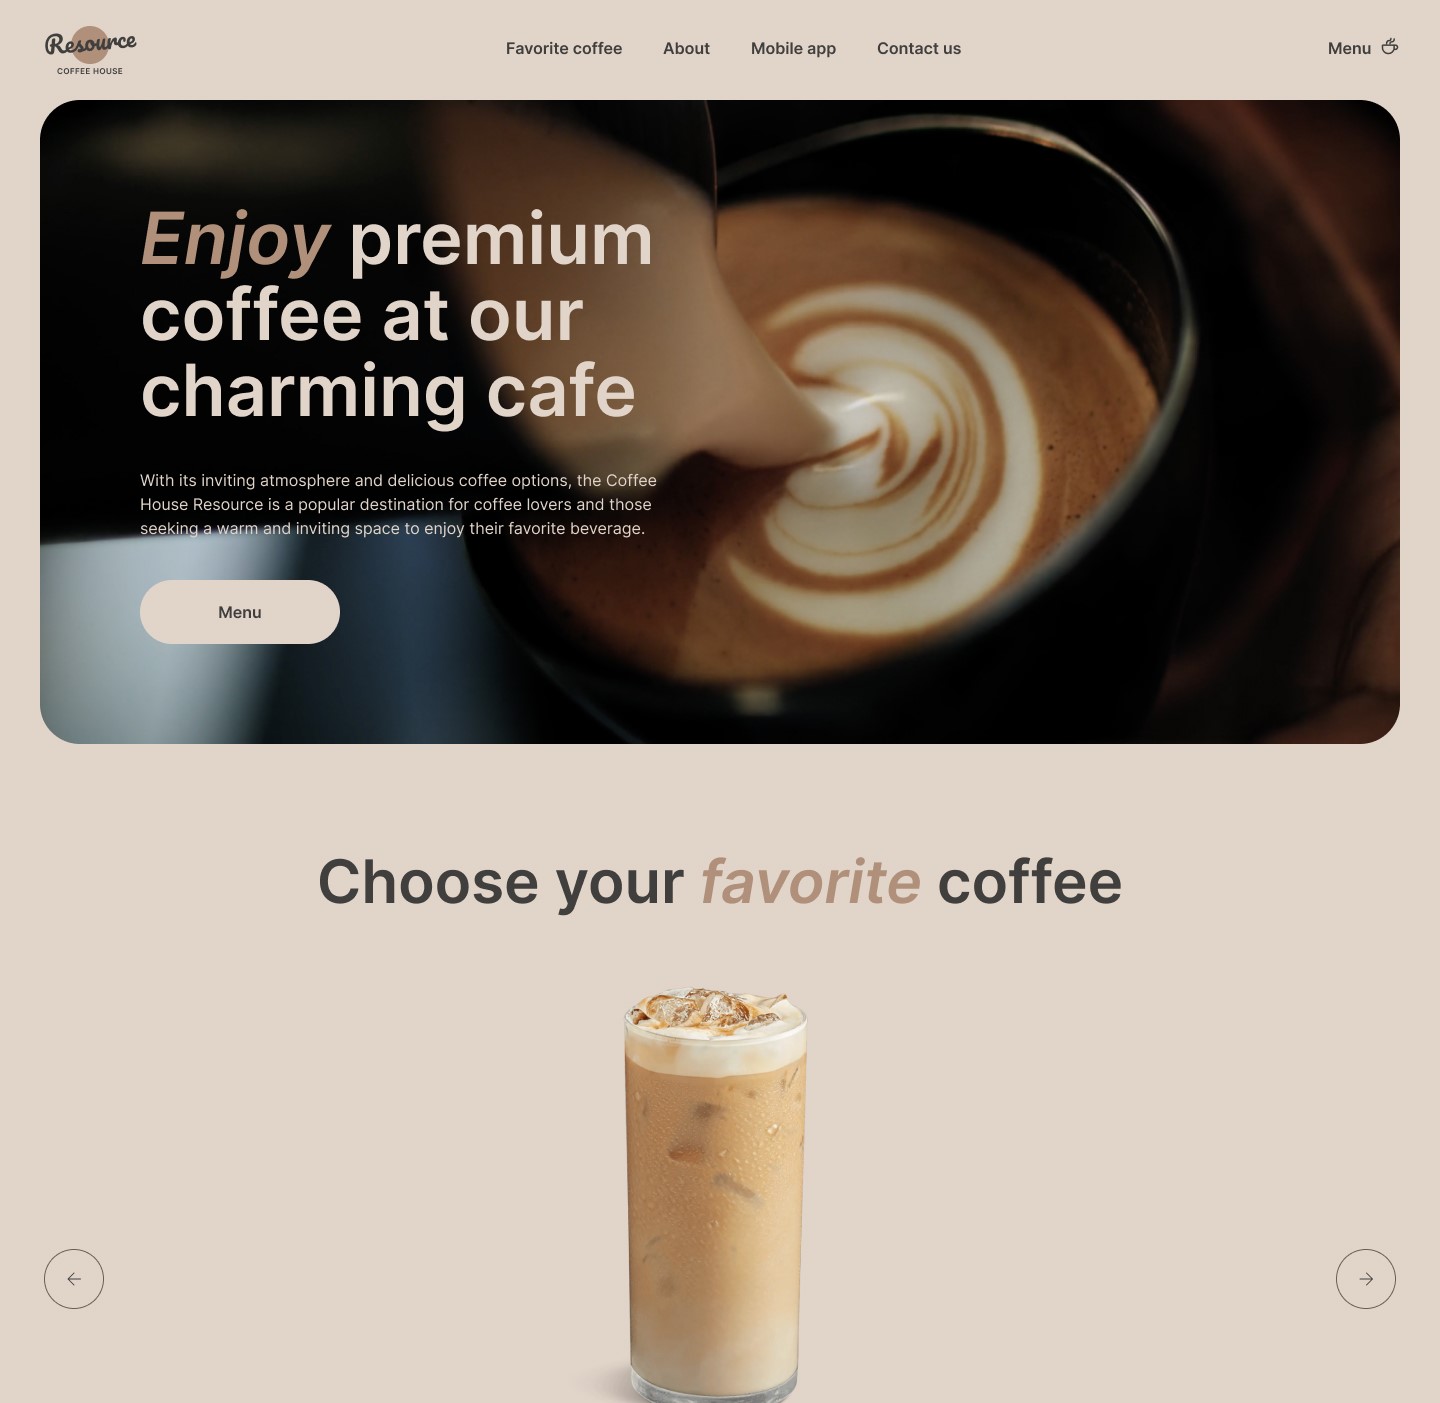 Resource
COFFEE HOUSE
Favorite coffee
About
Mobile app
Contact us
Menu
Enjoy premium
coffee at our
charming cafe
With its inviting atmosphere and delicious coffee options, the Coffee
House Resource is a popular destination for coffee lovers and those
seeking a warm and inviting space to enjoy their favorite beverage.
Menu
Choose your favorite coffee